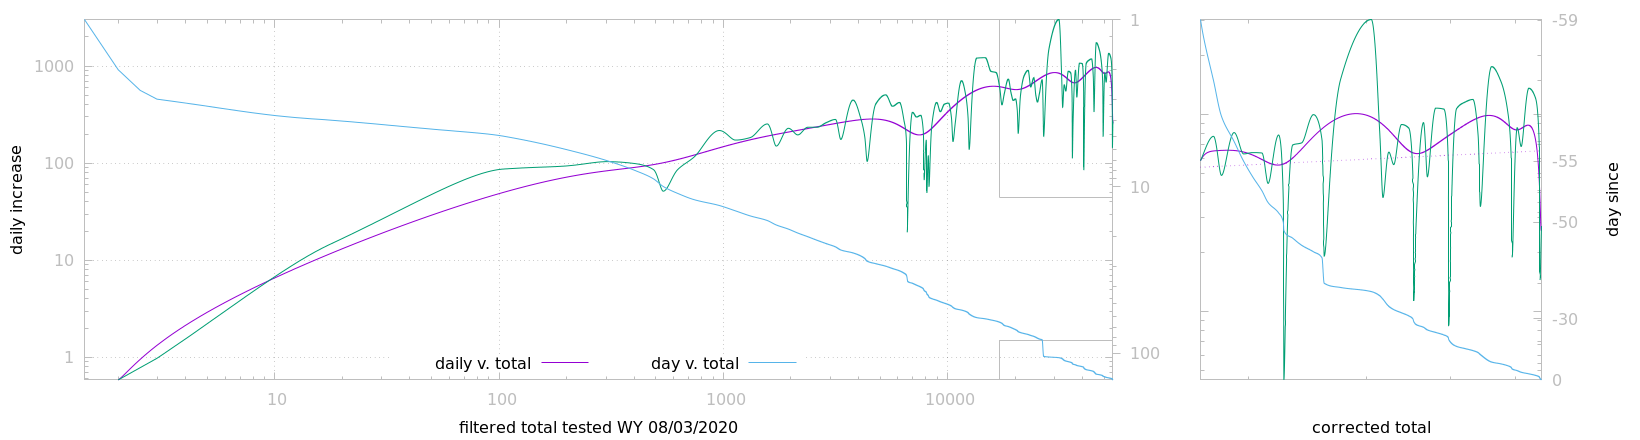 1000
100
10
1
daily increase
10
100
1000
10000
1
10
100
daily v. total
day v. total
filtered total tested WY 08/03/2020
-59
-55
-50
-30
0
day since
corrected total